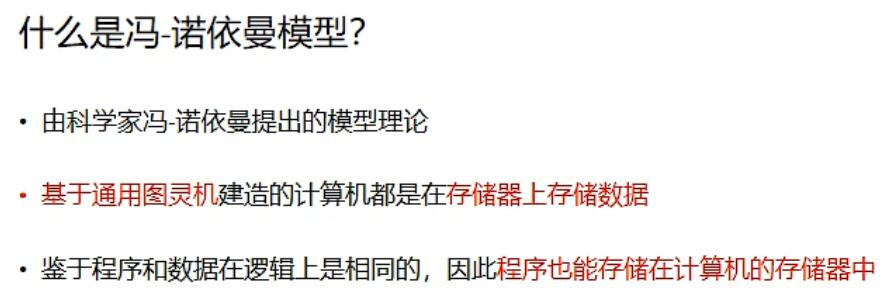 什么是冯-诺依曼模型？
• 由科学家冯-诺依曼提出的模型理论
• 基于通用图灵机建造的计算机都是在存储器上存储数据
• 鉴于程序和数据在逻辑上是相同的，因此程序也能存储在计算机的存储器中